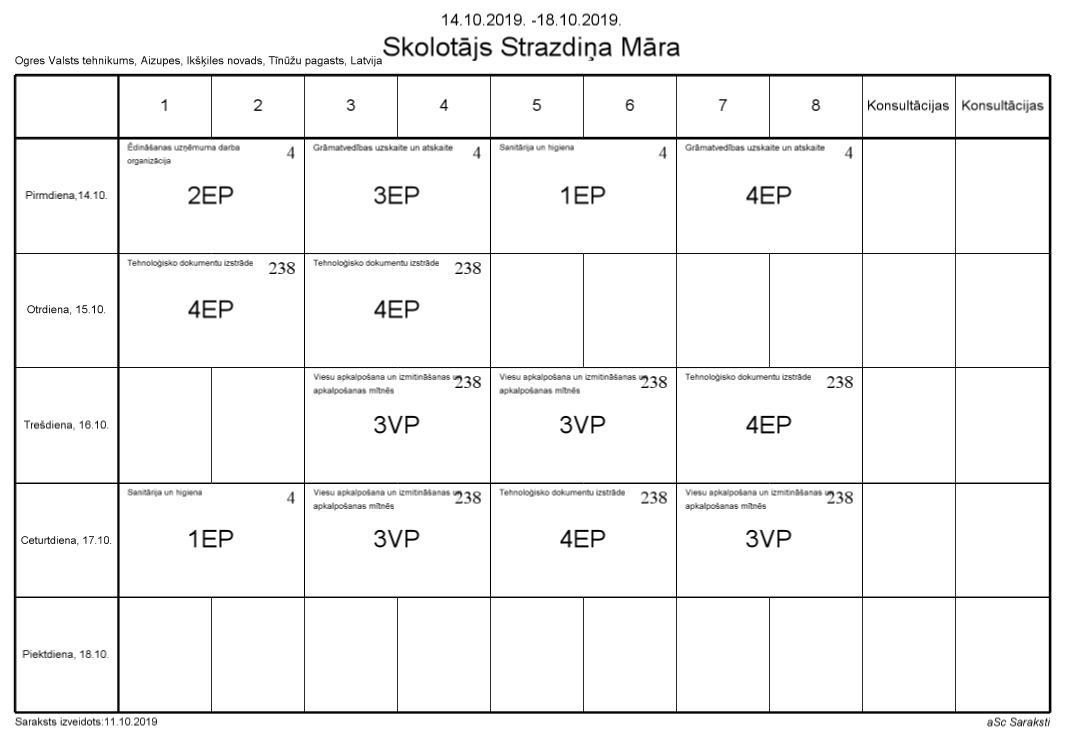 14.10.2019. -18.10.2019.
Skolotājs Strazdiņa Māra
Ogres Valsts tehnikums, Aizupes, Ikšķiles novads, Tīnūžu pagasts, Latvija
1 2 3 4 5 6 7 8 Konsultācijas Konsultācijas
Pirmdiena,14.10.
Ēdināšanas uzņēmuma darba
organizācija
4
2EP
Grāmatvedības uzskaite un atskaite
4
3EP
Sanitārija un higiena
4
1EP
Grāmatvedības uzskaite un atskaite
4
4EP
Otrdiena, 15.10.
Tehnoloģisko dokumentu izstrāde
238
4EP
Tehnoloģisko dokumentu izstrāde
238
4EP
Trešdiena, 16.10.
Viesu apkalpošana un izmitināšanas un
apkalpošanas mītnēs
238
3VP
Viesu apkalpošana un izmitināšanas un
apkalpošanas mītnēs
238
3VP
Tehnoloģisko dokumentu izstrāde
238
4EP
Ceturtdiena, 17.10.
Sanitārija un higiena
4
1EP
Viesu apkalpošana un izmitināšanas un
apkalpošanas mītnēs
238
3VP
Tehnoloģisko dokumentu izstrāde
238
4EP
Viesu apkalpošana un izmitināšanas un
apkalpošanas mītnēs
238
3VP
Piektdiena, 18.10.
Saraksts izveidots:11.10.2019
aSc Saraksti